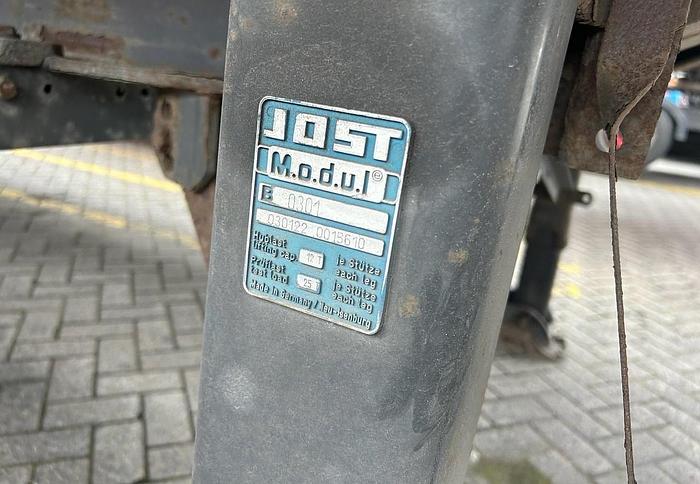 JOST
M.o.d.u.l ©
B 0301
030122 0015610
Hublast je Stütze
lifting cap. 12 T each leg
Prüflast je Stütze
test load 25 T each leg
Made in Germany / Neu-Isenburg